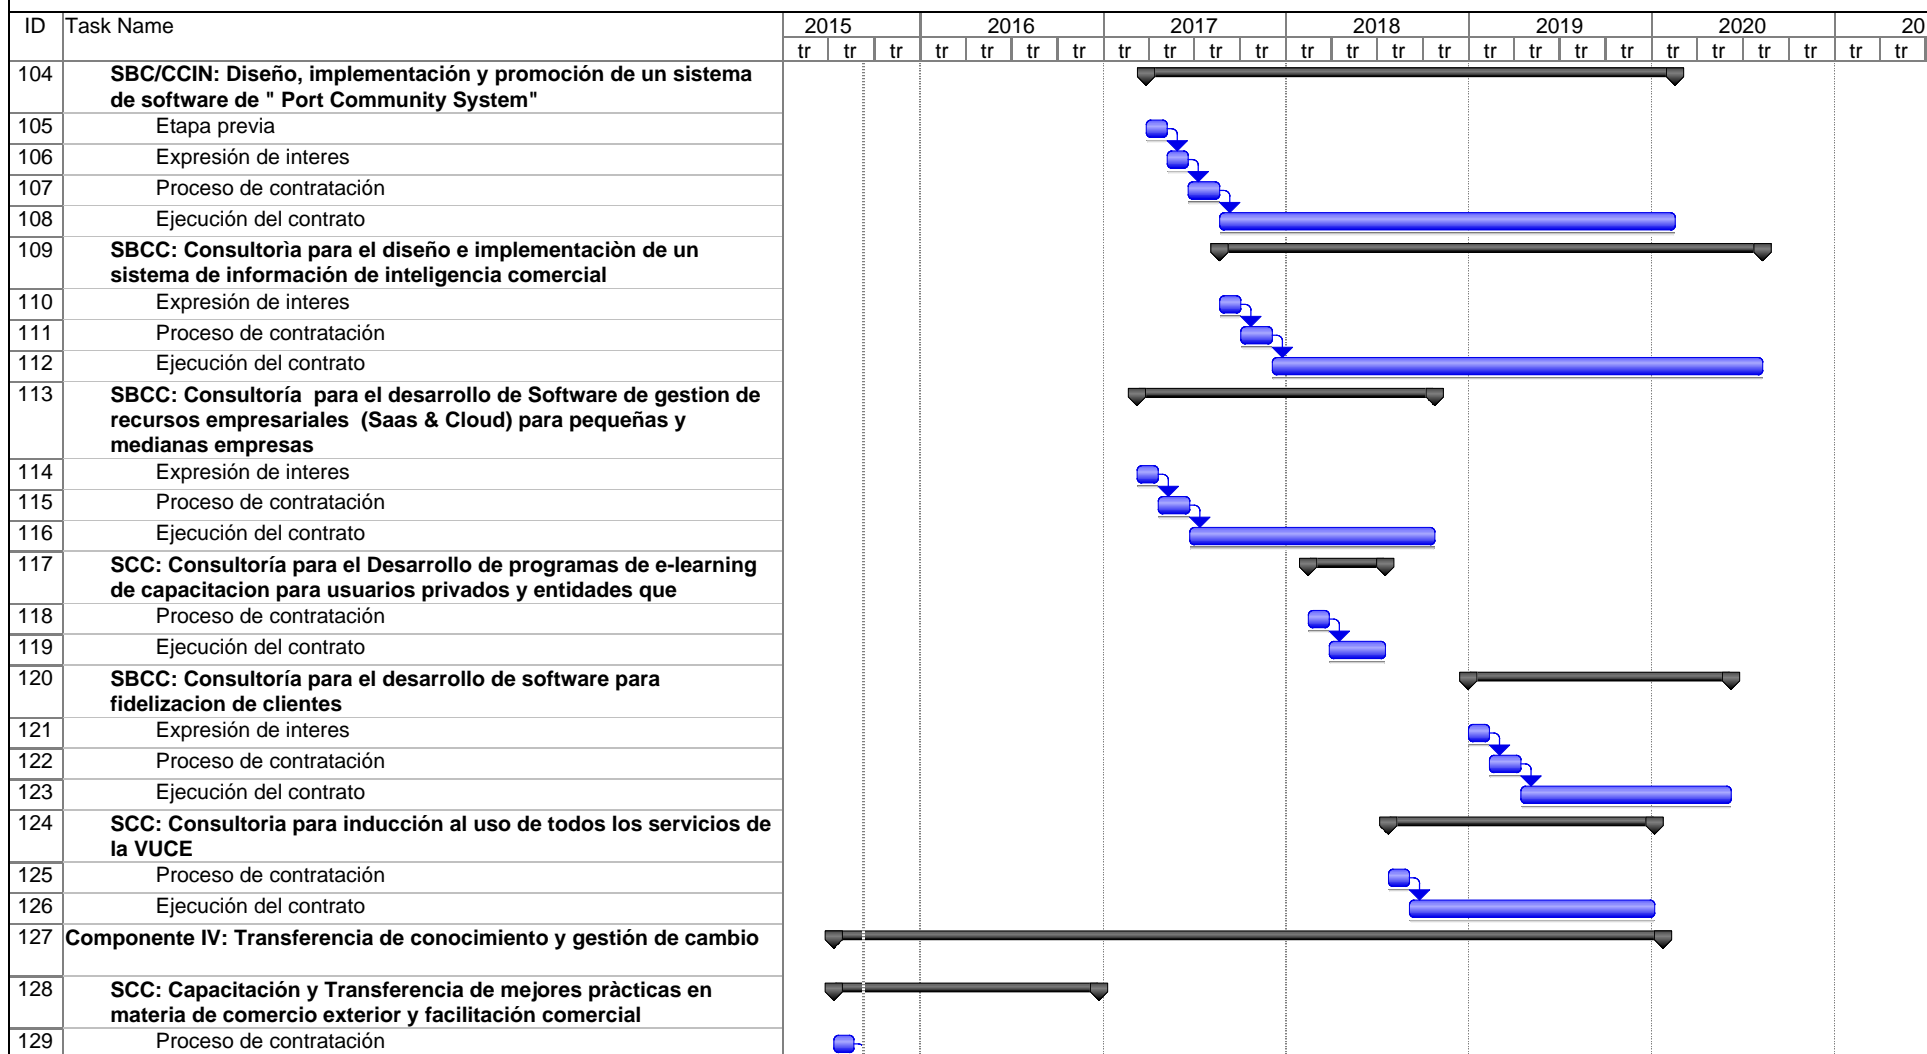 ID Task Name 2015 2016 2017 2018 2019 2020 20
tr tr tr tr tr tr tr tr tr tr tr tr tr tr tr tr tr tr tr tr tr tr tr tr tr
104 SBC/CCIN: Diseño, implementación y promoción de un sistema
de software de " Port Community System"
105 Etapa previa
106 Expresión de interes
107 Proceso de contratación
108 Ejecución del contrato
109 SBCC: Consultorìa para el diseño e implementaciòn de un
sistema de información de inteligencia comercial
110 Expresión de interes
111 Proceso de contratación
112 Ejecución del contrato
113 SBCC: Consultoría para el desarrollo de Software de gestion de
recursos empresariales (Saas & Cloud) para pequeñas y
medianas empresas
114 Expresión de interes
115 Proceso de contratación
116 Ejecución del contrato
117 SCC: Consultoría para el Desarrollo de programas de e-learning
de capacitacion para usuarios privados y entidades que
118 Proceso de contratación
119 Ejecución del contrato
120 SBCC: Consultoría para el desarrollo de software para
fidelizacion de clientes
121 Expresión de interes
122 Proceso de contratación
123 Ejecución del contrato
124 SCC: Consultoria para inducción al uso de todos los servicios de
la VUCE
125 Proceso de contratación
126 Ejecución del contrato
127 Componente IV: Transferencia de conocimiento y gestión de cambio
128 SCC: Capacitación y Transferencia de mejores pràcticas en
materia de comercio exterior y facilitación comercial
129 Proceso de contratación